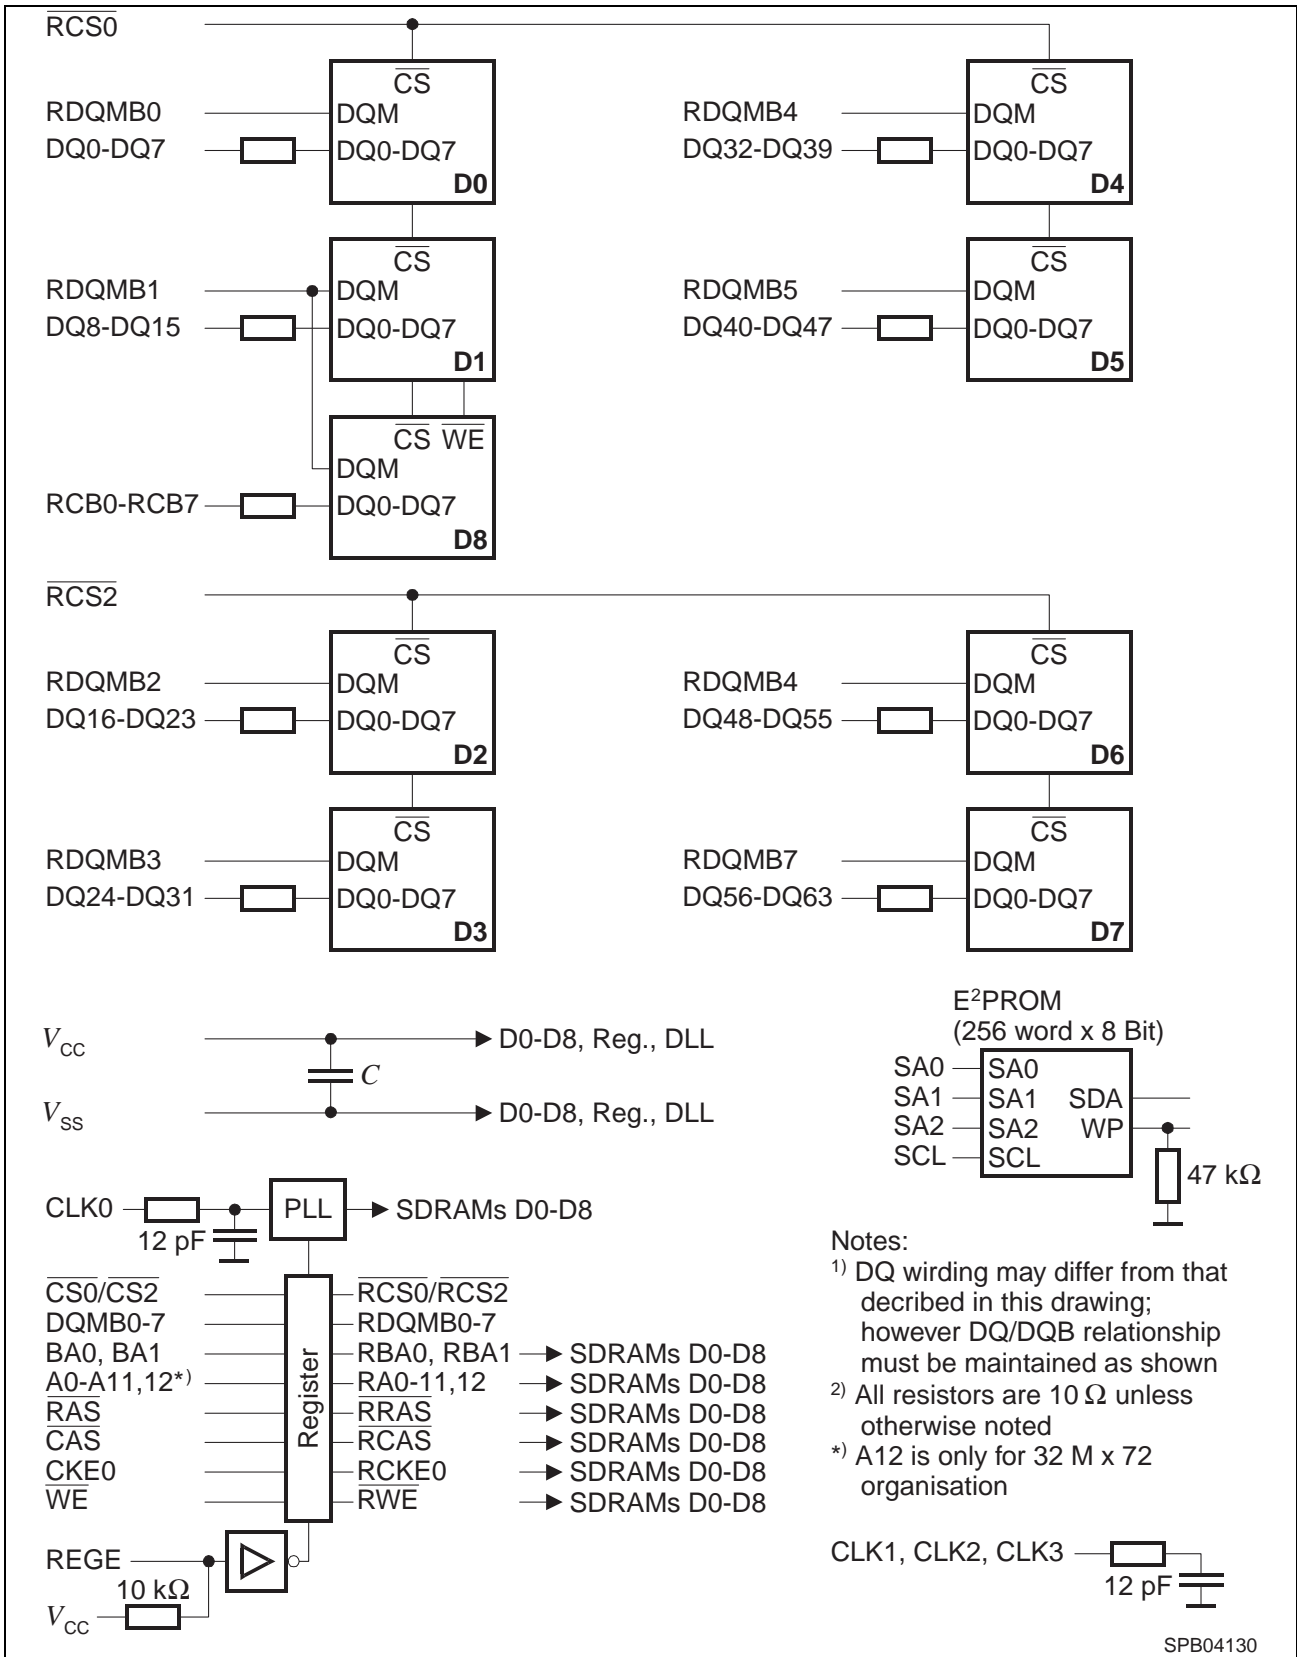 RCS0
CS
RDQMB0 DQM
DQ0-DQ7 DQ0-DQ7
D0
CS
RDQMB4 DQM
DQ32-DQ39 DQ0-DQ7
D4
CS
RDQMB1 DQM
DQ8-DQ15 DQ0-DQ7
D1
CS
RDQMB5 DQM
DQ40-DQ47 DQ0-DQ7
D5
CS WE
DQM
RCB0-RCB7 DQ0-DQ7
D8
RCS2
CS
RDQMB2 DQM
DQ16-DQ23 DQ0-DQ7
D2
CS
RDQMB4 DQM
DQ48-DQ55 DQ0-DQ7
D6
CS
RDQMB3 DQM
DQ24-DQ31 DQ0-DQ7
D3
CS
RDQMB7 DQM
DQ56-DQ63 DQ0-DQ7
D7
VCC D0-D8, Reg., DLL
C
VSS D0-D8, Reg., DLL
E²PROM
(256 word x 8 Bit)
SA0 SA0
SA1 SA1 SDA
SA2 SA2 WP
SCL SCL
47 kΩ
CLK0 PLL SDRAMs D0-D8
12 pF
CS0/CS2 RCS0/RCS2
DQMB0-7 RDQMB0-7
BA0, BA1 RBA0, RBA1 SDRAMs D0-D8
A0-A11,12*) RA0-11,12 SDRAMs D0-D8
RAS RRAS SDRAMs D0-D8
CAS RCAS SDRAMs D0-D8
CKE0 RCKE0 SDRAMs D0-D8
WE RWE SDRAMs D0-D8
Register
REGE
10 kΩ
VCC
Notes:
1) DQ wirding may differ from that
decribed in this drawing;
however DQ/DQB relationship
must be maintained as shown
2) All resistors are 10 Ω unless
otherwise noted
*) A12 is only for 32 M x 72
organisation
CLK1, CLK2, CLK3
12 pF
SPB04130